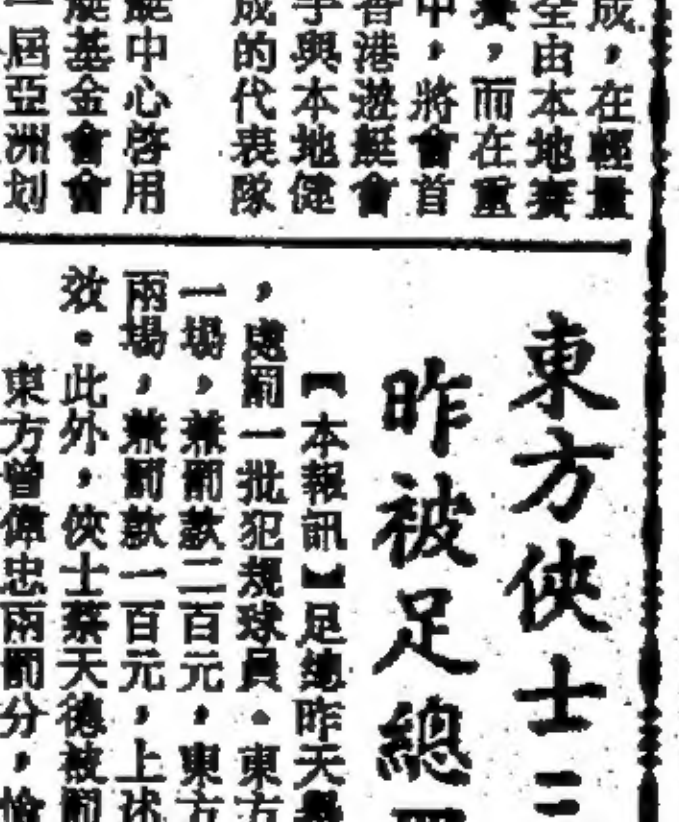 成，在輕量
全由本地賽
賽，而在重
中，將會首
香港遊艇會
手與本地健
成的代表隊
艇中心啓用
艇基金會會
屆亞洲划
東方俠士二
昨被足總
【本報訊】足總昨天
，處罰一批犯規球員。東方
一場，兼罰款二百元，東方
兩場，兼罰款一百元，上述
效。此外，俠士蔡天德被罰
東方曾偉忠兩罰分，